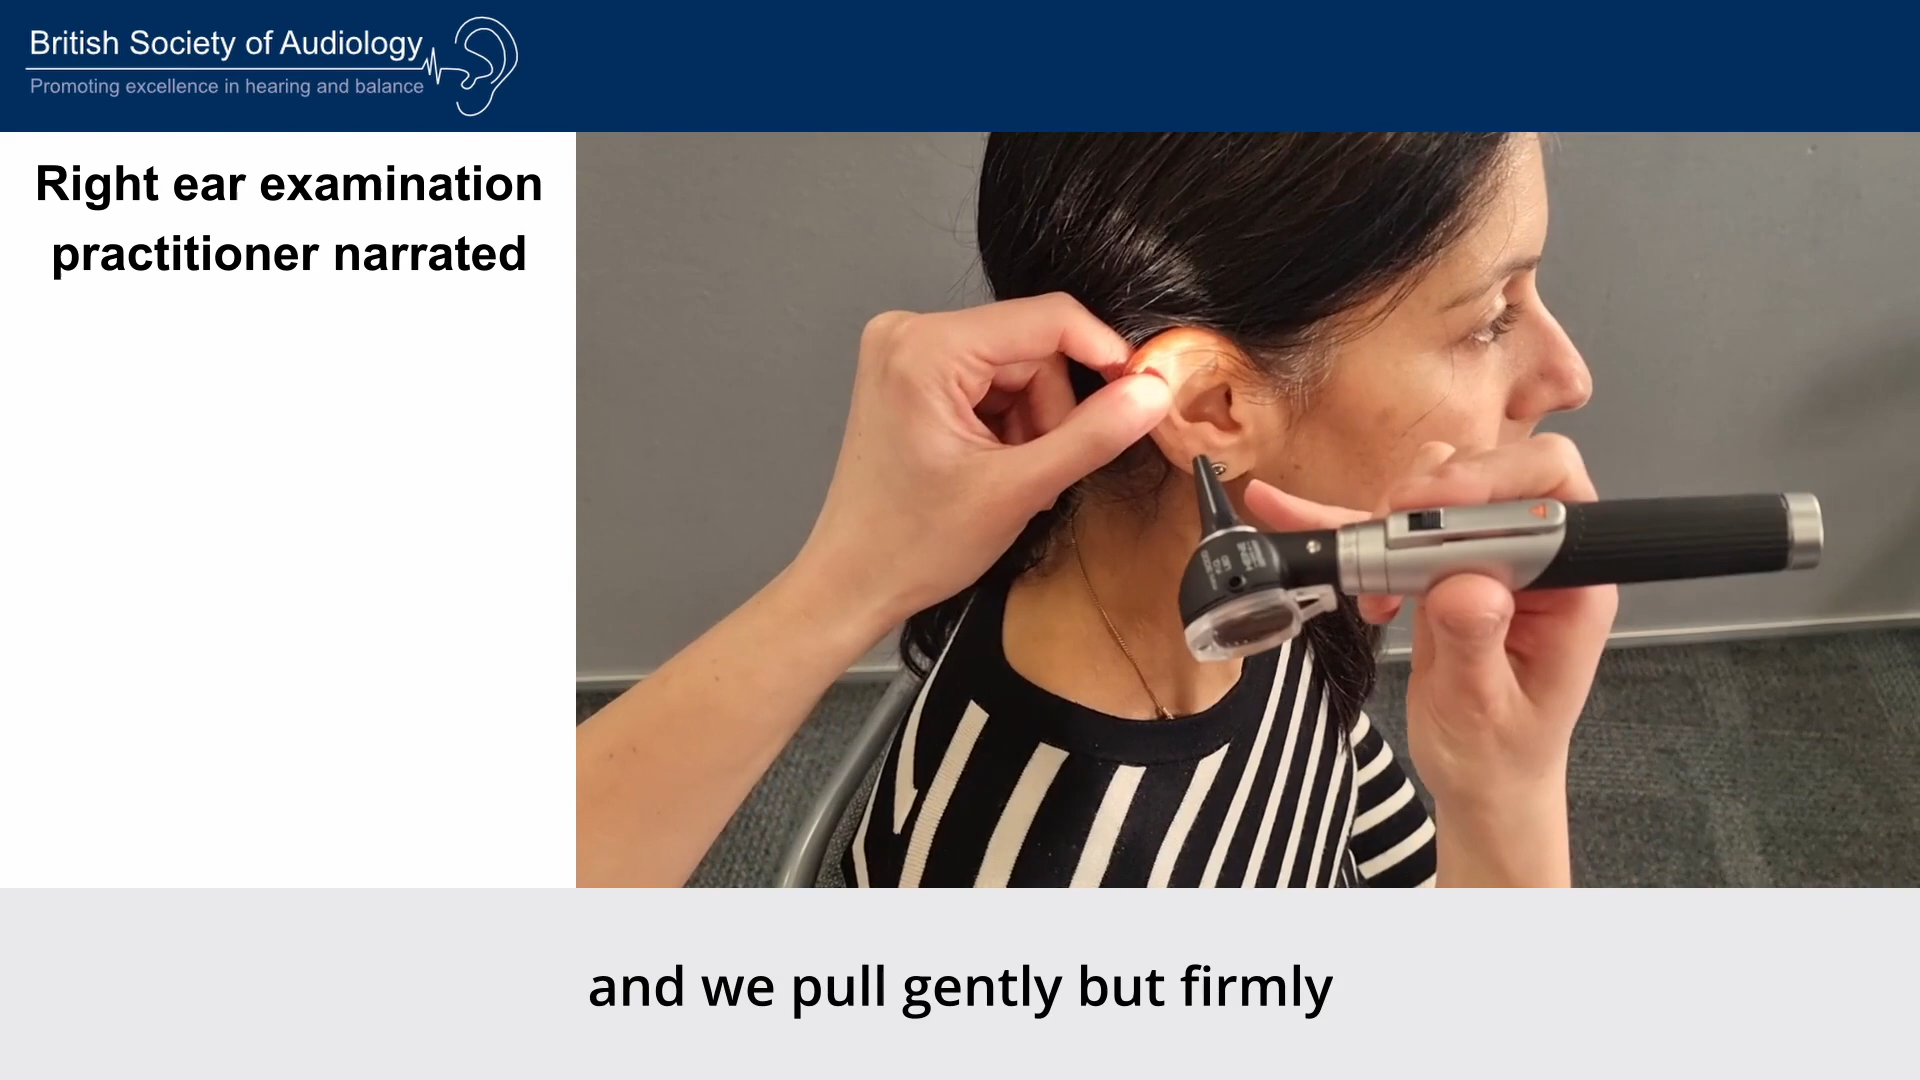 British Society of Audiology
Promoting excellence in hearing and balance
Right ear examination
practitioner narrated
and we pull gently but firmly